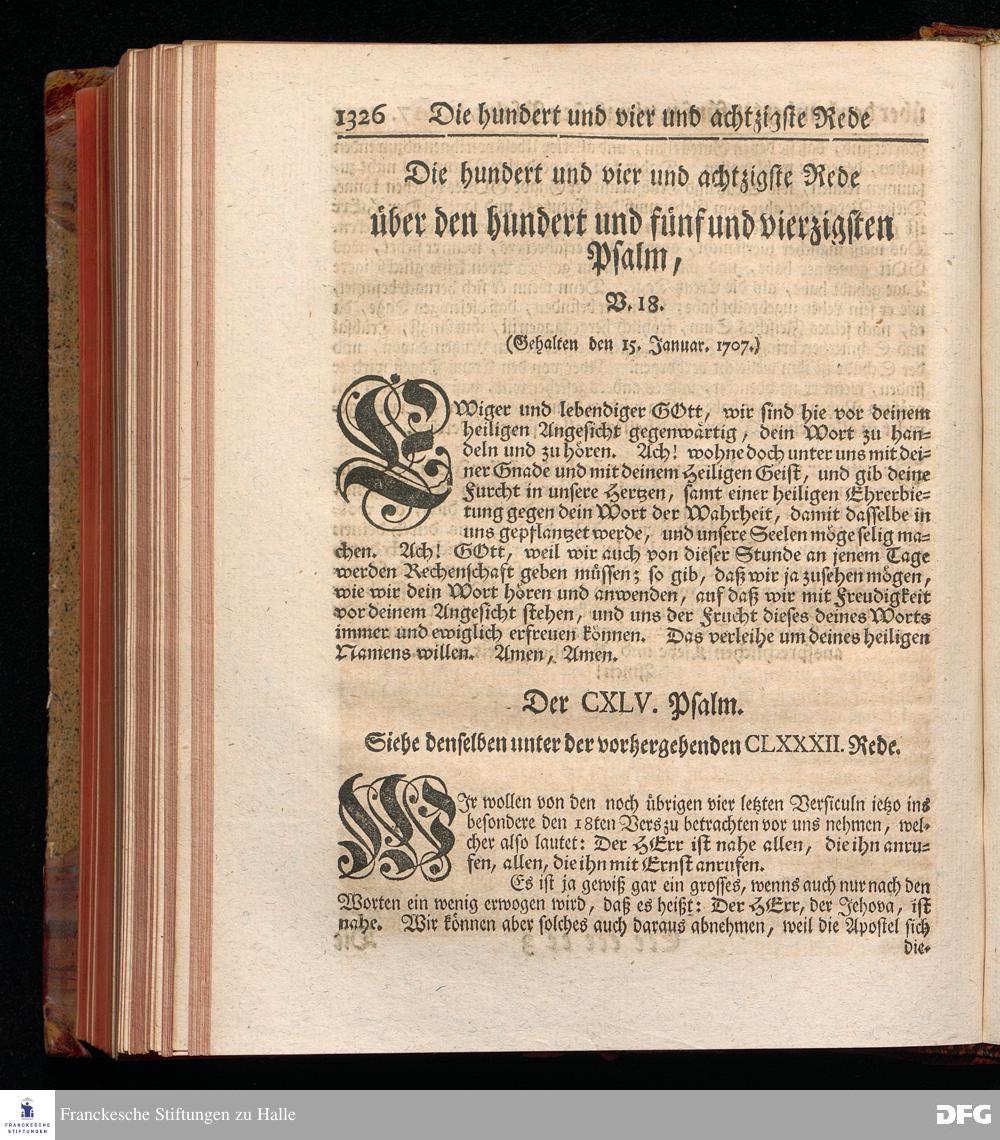 1326 Die hundert und vier und achtzigste Rede
Die hundert und vier und achtzigste Rede
über den hundert und fünf und vierzigsten
Psalm,
V. 18.
(Gehalten den 15. Januar. 1707.)
EWiger und lebendiger GOtt, wir sind hie vor deinem
heiligen Angesicht gegenwärtig, dein Wort zu han-
deln und zu hören. Ach! wohne doch unter uns mit dei-
ner Gnade und mit deinem Heiligen Geist, und gib deine
Furcht in unsere Hertzen, samt einer heiligen Ehrerbie-
tung gegen dein Wort der Wahrheit, damit dasselbe in
uns gepflantzet werde, und unsere Seelen möge selig ma-
chen. Ach! GOtt, weil wir auch von dieser Stunde an jenem Tage
werden Rechenschaft geben müssen; so gib, daß wir ja zusehen mögen,
wie wir dein Wort hören und anwenden, auf daß wir mit Freudigkeit
vor deinem Angesicht stehen, und uns der Frucht dieses deines Worts
immer und ewiglich erfreuen können. Das verleihe um deines heiligen
Namens willen. Amen, Amen.
Der CXLV. Psalm.
Siehe denselben unter der vorhergehenden CLXXXII. Rede.
WIr wollen von den noch übrigen vier letzten Versiculn ietzo ins
besondere den 18ten Vers zu betrachten vor uns nehmen, wel-
cher also lautet: Der HErr ist nahe allen, die ihn anru-
fen, allen, die ihn mit Ernst anrufen.
Es ist ja gewiß gar ein grosses, wenns auch nur nach den
Worten ein wenig erwogen wird, daß es heißt: Der HErr, der Jehova, ist
nahe. Wir können aber solches auch daraus abnehmen, weil die Apostel sich
die-
FRANCKESCHE
STIFTUNGEN
Franckesche Stiftungen zu Halle
DFG